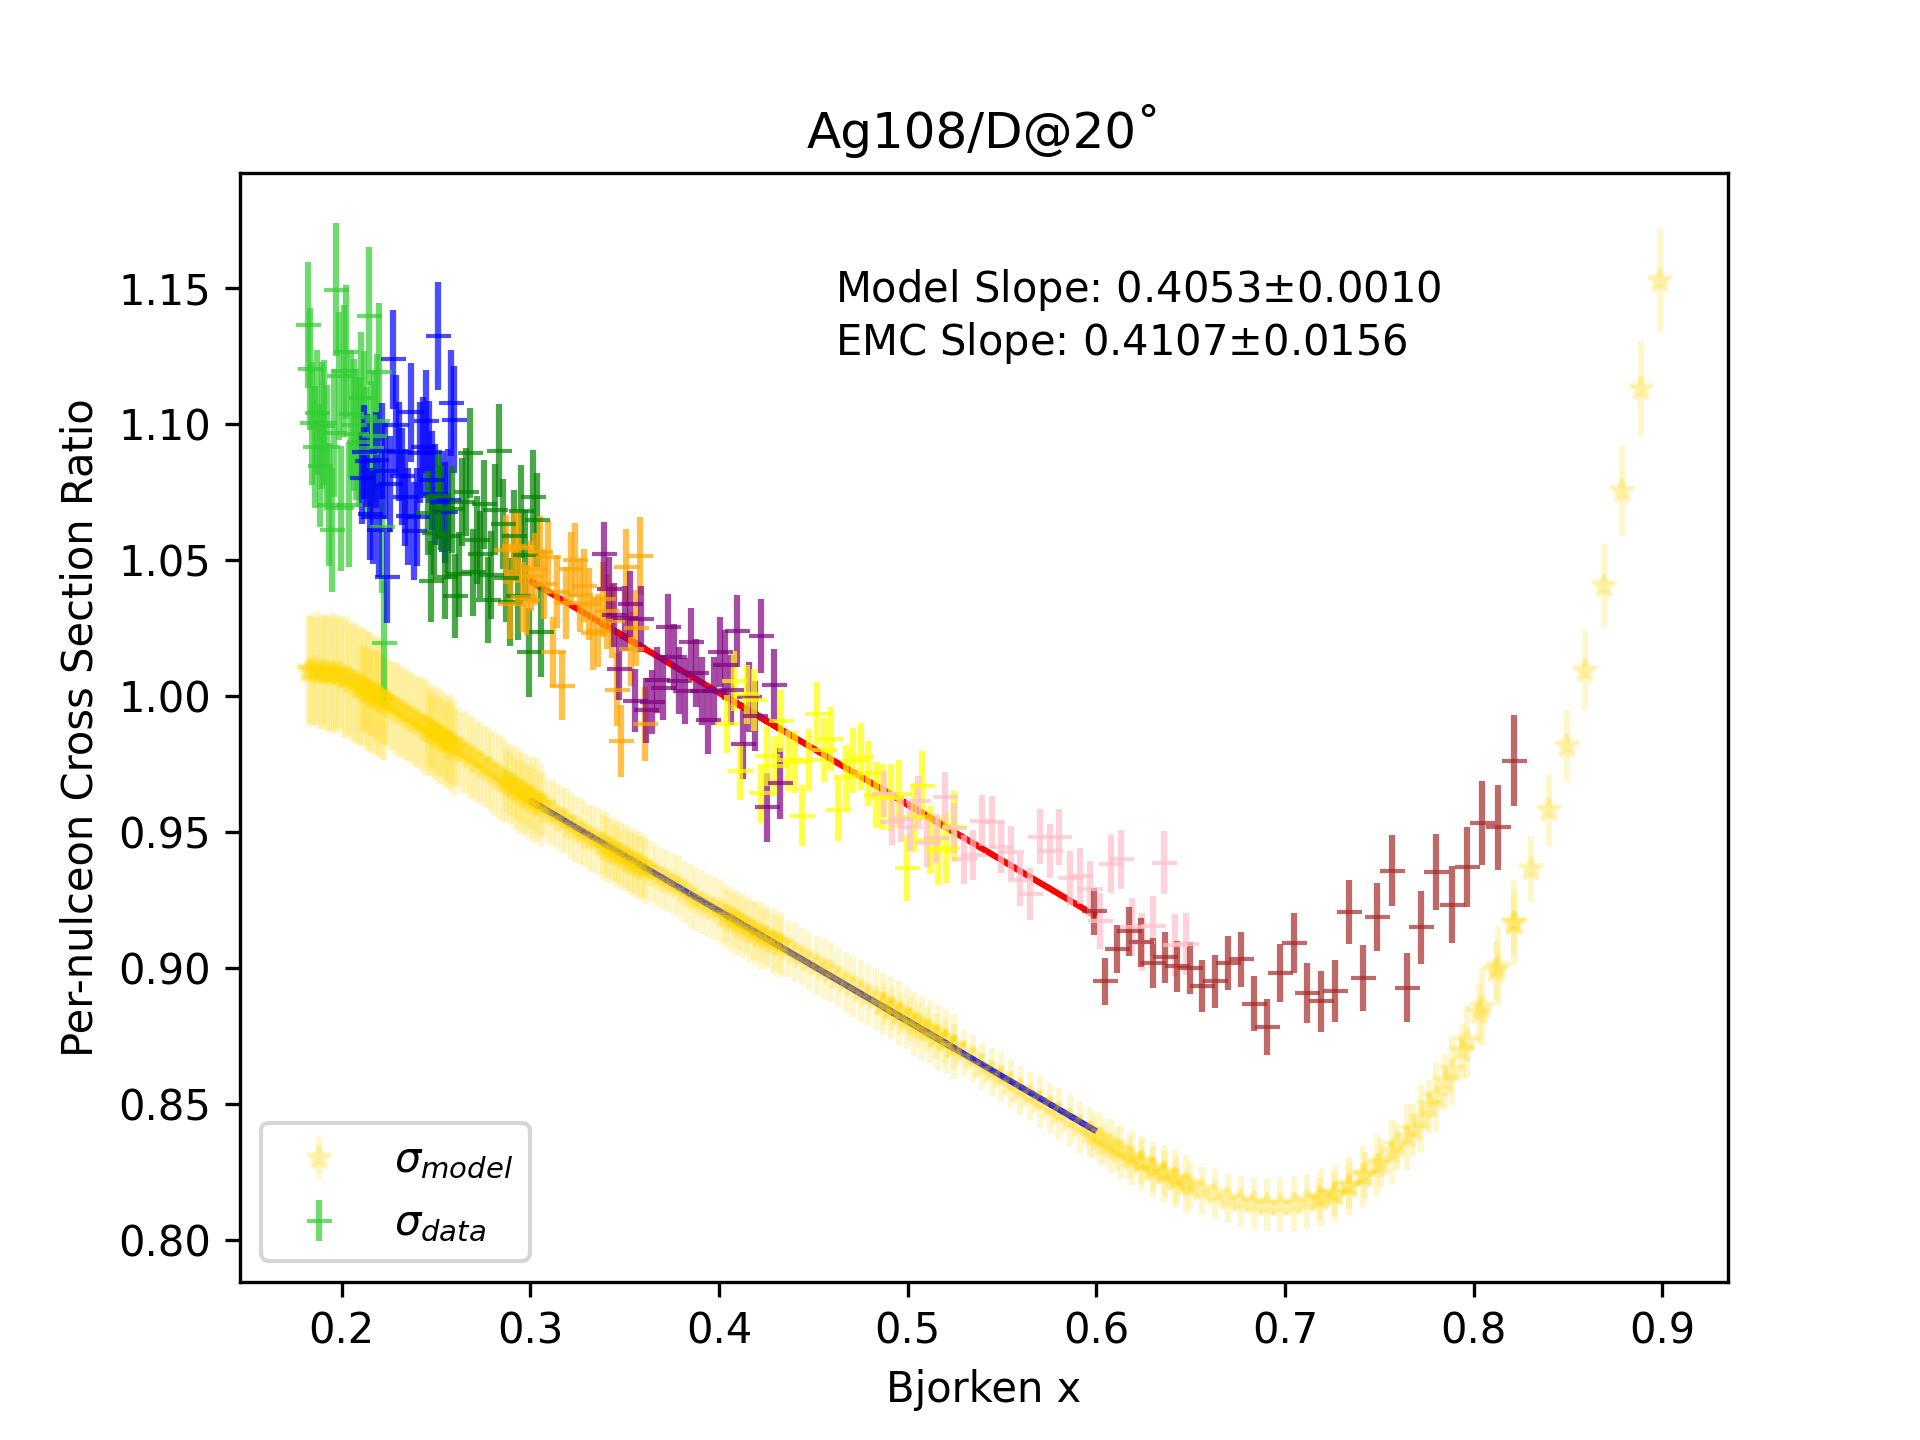 Ag108/D@20˚
Model Slope: 0.4053±0.0010
EMC Slope: 0.4107±0.0156
Per-nulceon Cross Section Ratio
1.15
1.10
1.05
1.00
0.95
0.90
0.85
0.80
σmodel
σdata
0.2 0.3 0.4 0.5 0.6 0.7 0.8 0.9
Bjorken x